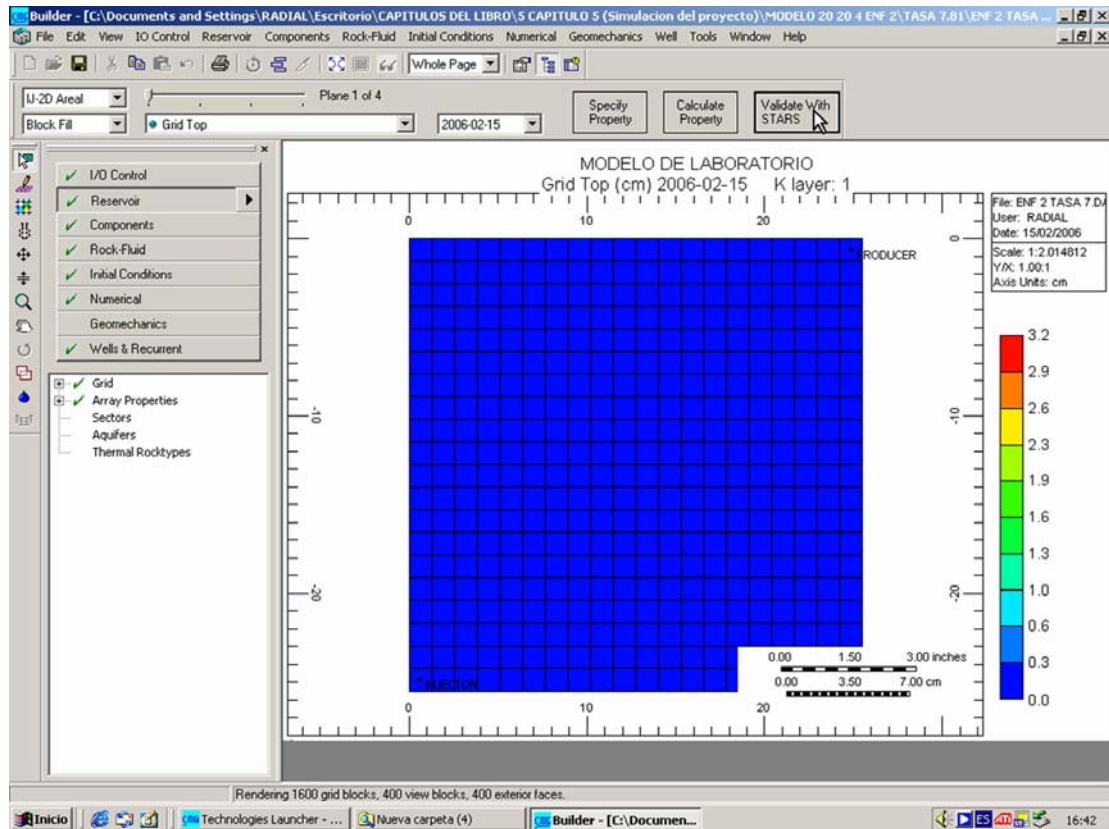 Builder - [C:\Documents and Settings\RADIAL\Escritorio\CAPITULOS DEL LIBRO\5 CAPITULO 5 (Simulacion del proyecto)\MODELO 20 20 4 ENF 2\TASA 7.81\ENF 2 TASA ...
File Edit View IO Control Reservoir Components Rock-Fluid Initial Conditions Numerical Geomechanics Well Tools Window Help
Whole Page
IJ-2D Areal
Plane 1 of 4
Block Fill
Grid Top
2006-02-15
Specify Property
Calculate Property
Validate With STARS
I/O Control
Reservoir
Components
Rock-Fluid
Initial Conditions
Numerical
Geomechanics
Wells & Recurrent
Grid
Array Properties
Sectors
Aquifers
Thermal Rocktypes
MODELO DE LABORATORIO
Grid Top (cm) 2006-02-15 K layer: 1
0 10 20
0
-10 -10
-20 -20
PRODUCER
INJECTOR
0.00 1.50 3.00 inches
0.00 3.50 7.00 cm
0 10 20
File: ENF 2 TASA 7.DA
User: RADIAL
Date: 15/02/2006
Scale: 1:2.014812
Y/X: 1.00:1
Axis Units: cm
3.2
2.9
2.6
2.3
1.9
1.6
1.3
1.0
0.6
0.3
0.0
Rendering 1600 grid blocks, 400 view blocks, 400 exterior faces.
Inicio
Technologies Launcher - ...
Nueva carpeta (4)
Builder - [C:\Documen...
ES
16:42